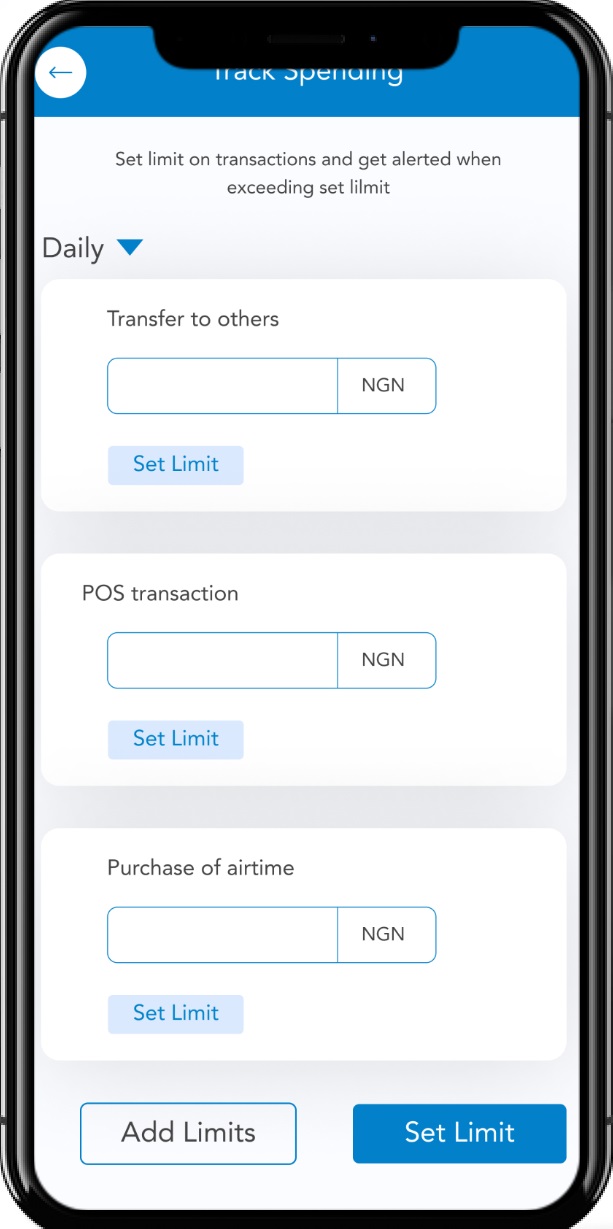 Track Spending
Set limit on transactions and get alerted when
exceeding set lilmit
Daily
Transfer to others
NGN
Set Limit
POS transaction
NGN
Set Limit
Purchase of airtime
NGN
Set Limit
Add Limits
Set Limit